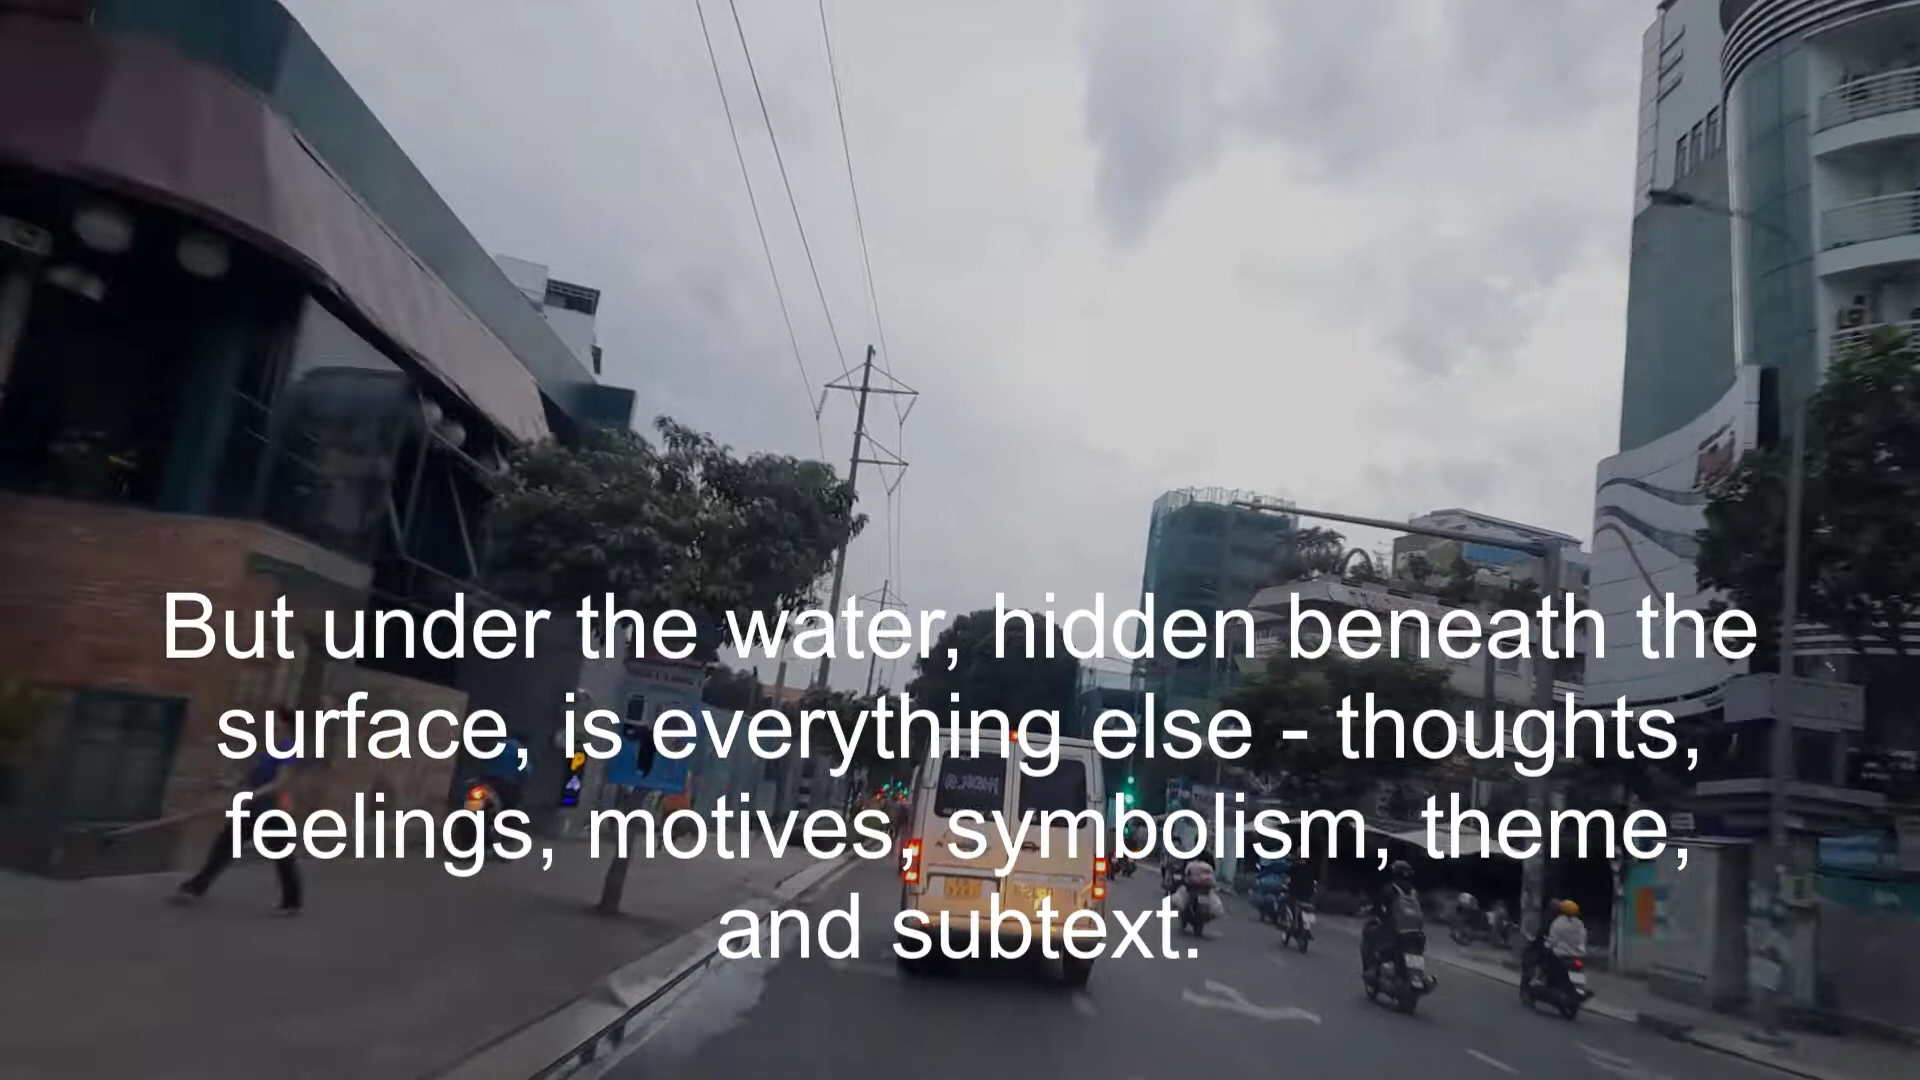 But under the water, hidden beneath the
surface, is everything else - thoughts,
feelings, motives, symbolism, theme,
and subtext.